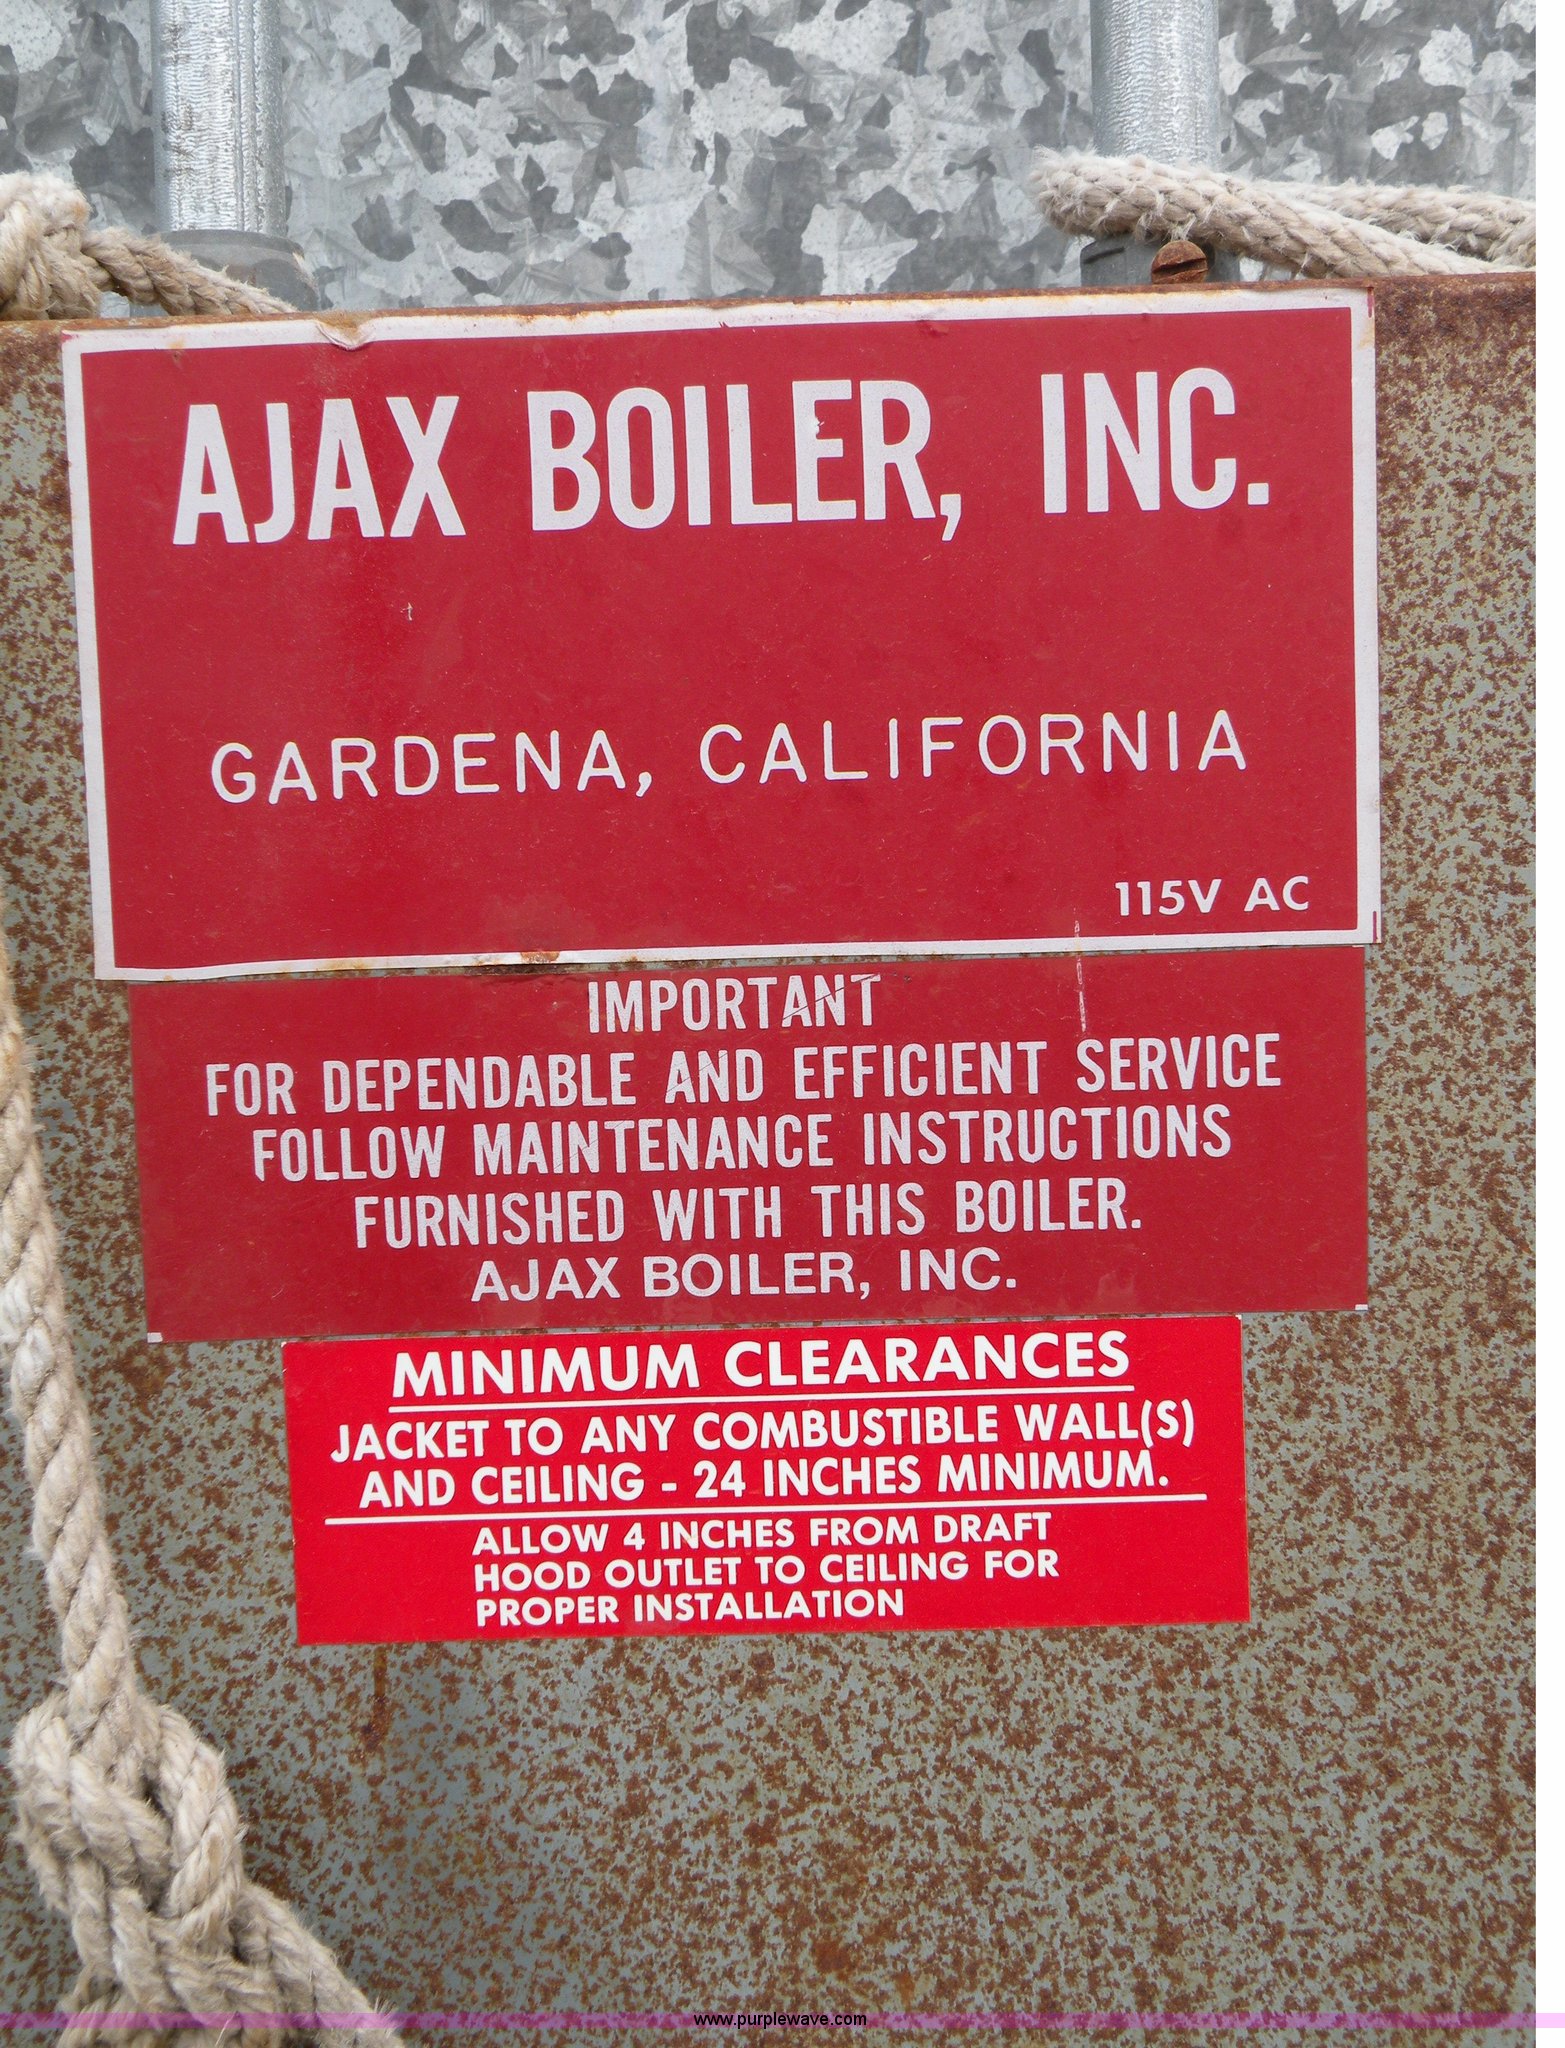 AJAX BOILER, INC.
GARDENA, CALIFORNIA
115V AC
IMPORTANT
FOR DEPENDABLE AND EFFICIENT SERVICE
FOLLOW MAINTENANCE INSTRUCTIONS
FURNISHED WITH THIS BOILER.
AJAX BOILER, INC.
MINIMUM CLEARANCES
JACKET TO ANY COMBUSTIBLE WALL(S)
AND CEILING - 24 INCHES MINIMUM.
ALLOW 4 INCHES FROM DRAFT
HOOD OUTLET TO CEILING FOR
PROPER INSTALLATION
www.purplewave.com